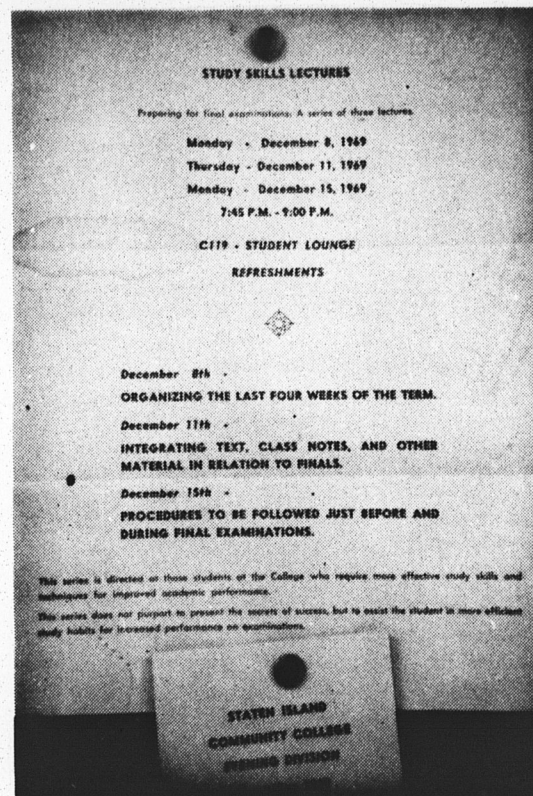 STUDY SKILLS LECTURES
Preparing for final examinations: A series of three lectures
Monday - December 8, 1969
Thursday - December 11, 1969
Monday - December 15, 1969
7:45 P.M. - 9:00 P.M.
C119 - STUDENT LOUNGE
REFRESHMENTS
December 8th -
ORGANIZING THE LAST FOUR WEEKS OF THE TERM.
December 11th -
INTEGRATING TEXT, CLASS NOTES, AND OTHER
MATERIAL IN RELATION TO FINALS.
December 15th -
PROCEDURES TO BE FOLLOWED JUST BEFORE AND
DURING FINAL EXAMINATIONS.
This series is directed at those students at the College who require more effective study skills and
techniques for improved academic performance.
This series does not purport to present the secrets of success, but to assist the student in more efficient
study habits for increased performance on examinations.
STATEN ISLAND
COMMUNITY COLLEGE
EVENING DIVISION